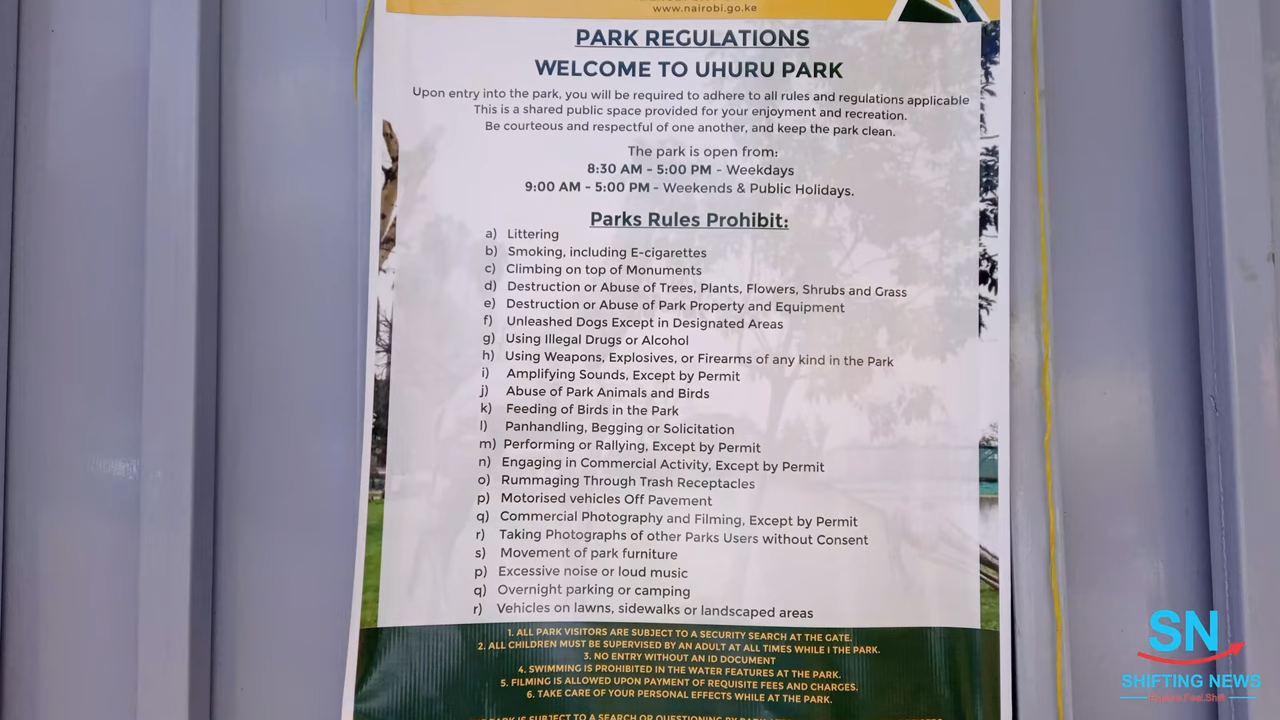 www.nairobi.go.ke
PARK REGULATIONS
WELCOME TO UHURU PARK
Upon entry into the park, you will be required to adhere to all rules and regulations applicable
This is a shared public space provided for your enjoyment and recreation.
Be courteous and respectful of one another, and keep the park clean.
The park is open from:
8:30 AM - 5:00 PM - Weekdays
9:00 AM - 5:00 PM - Weekends & Public Holidays.
Parks Rules Prohibit:
a) Littering
b) Smoking, including E-cigarettes
c) Climbing on top of Monuments
d) Destruction or Abuse of Trees, Plants, Flowers, Shrubs and Grass
e) Destruction or Abuse of Park Property and Equipment
f) Unleashed Dogs Except in Designated Areas
g) Using Illegal Drugs or Alcohol
h) Using Weapons, Explosives, or Firearms of any kind in the Park
i) Amplifying Sounds, Except by Permit
j) Abuse of Park Animals and Birds
k) Feeding of Birds in the Park
l) Panhandling, Begging or Solicitation
m) Performing or Rallying, Except by Permit
n) Engaging in Commercial Activity, Except by Permit
o) Rummaging Through Trash Receptacles
p) Motorised vehicles Off Pavement
q) Commercial Photography and Filming, Except by Permit
r) Taking Photographs of other Parks Users without Consent
s) Movement of park furniture
p) Excessive noise or loud music
q) Overnight parking or camping
r) Vehicles on lawns, sidewalks or landscaped areas
1. ALL PARK VISITORS ARE SUBJECT TO A SECURITY SEARCH AT THE GATE.
2. ALL CHILDREN MUST BE SUPERVISED BY AN ADULT AT ALL TIMES WHILE I THE PARK.
3. NO ENTRY WITHOUT AN ID DOCUMENT
4. SWIMMING IS PROHIBITED IN THE WATER FEATURES AT THE PARK.
5. FILMING IS ALLOWED UPON PAYMENT OF REQUISITE FEES AND CHARGES.
6. TAKE CARE OF YOUR PERSONAL EFFECTS WHILE AT THE PARK.
PARK IS SUBJECT TO A SEARCH OR QUESTIONING BY
SN
SHIFTING NEWS
Explore.Feel.Shift